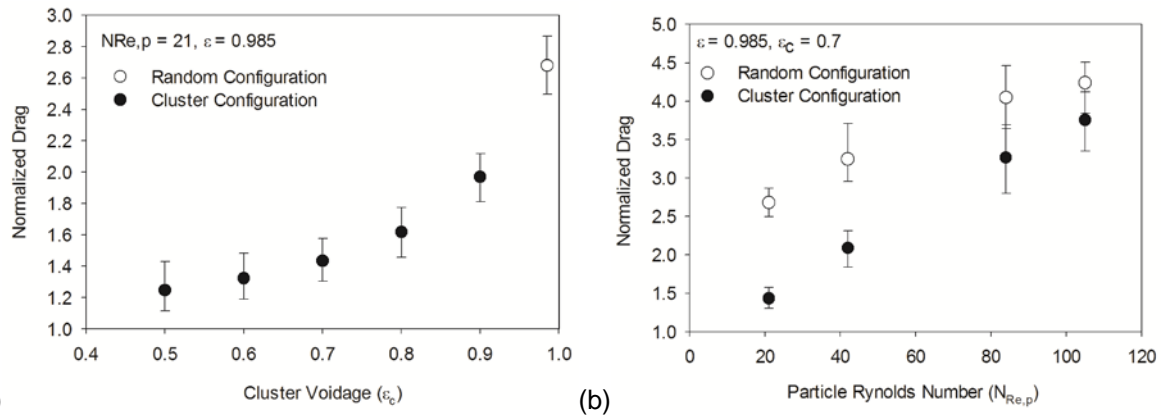 NRe,p = 21, ε = 0.985
Random Configuration
Cluster Configuration
Normalized Drag
3.0
2.8
2.6
2.4
2.2
2.0
1.8
1.6
1.4
1.2
1.0
0.4 0.5 0.6 0.7 0.8 0.9 1.0
Cluster Voidage (εc)
(b)
ε = 0.985, εC = 0.7
Random Configuration
Cluster Configuration
Normalized Drag
5.0
4.5
4.0
3.5
3.0
2.5
2.0
1.5
1.0
0 20 40 60 80 100 120
Particle Rynolds Number (NRe,p)